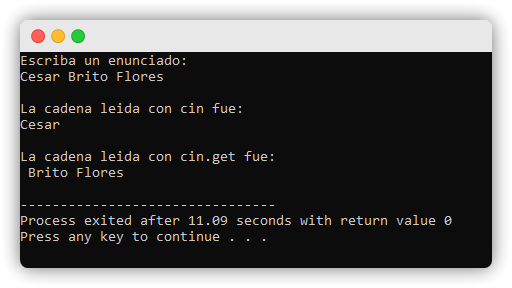 Escriba un enunciado:
Cesar Brito Flores
La cadena leida con cin fue:
Cesar
La cadena leida con cin.get fue:
 Brito Flores
--------------------------------
Process exited after 11.09 seconds with return value 0
Press any key to continue . . .